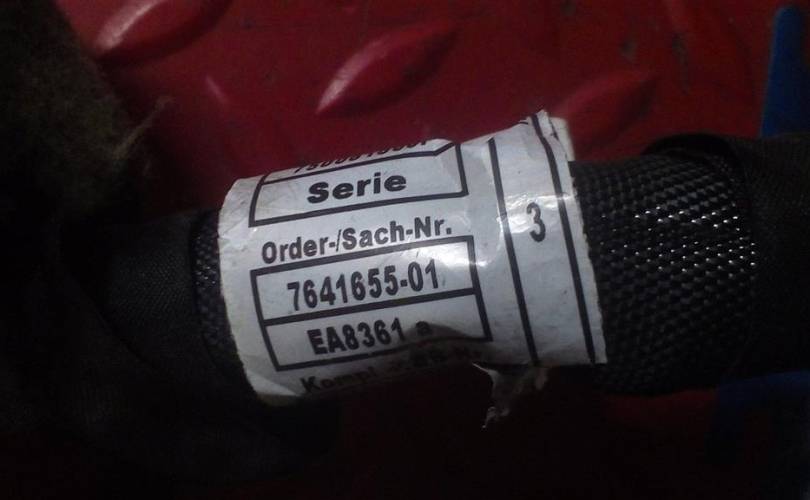 Serie
Order-/Sach-Nr.
7641655-01
EA8361 a
3